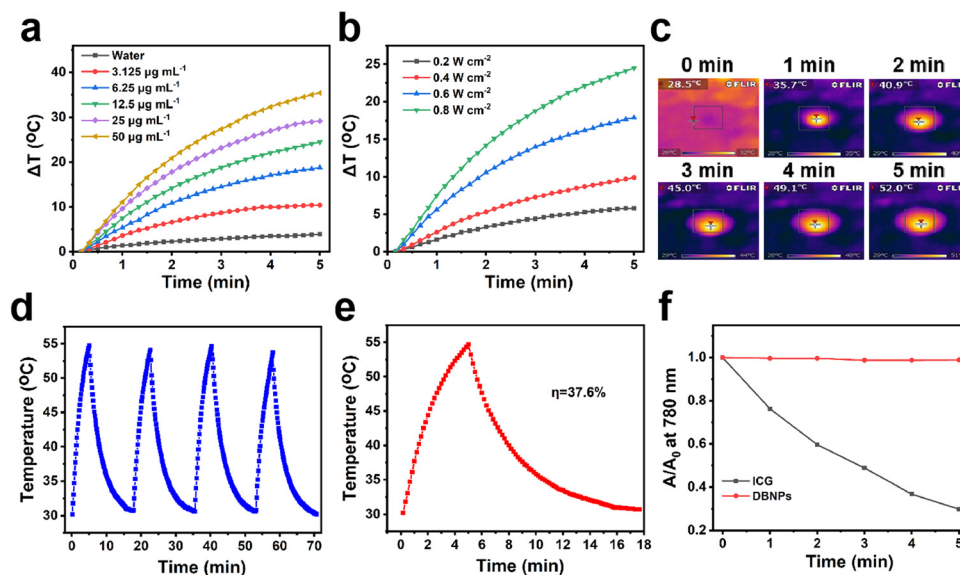 a
ΔT (°C)
40
30
20
10
0
Water
3.125 μg mL⁻¹
6.25 μg mL⁻¹
12.5 μg mL⁻¹
25 μg mL⁻¹
50 μg mL⁻¹
0 1 2 3 4 5
Time (min)
b
ΔT (°C)
25
20
15
10
5
0
0.2 W cm⁻²
0.4 W cm⁻²
0.6 W cm⁻²
0.8 W cm⁻²
0 1 2 3 4 5
Time (min)
c
0 min 1 min 2 min
28.5°C FLIR 35.7°C FLIR 40.9°C FLIR
29°C 35°C 29°C
3 min 4 min 5 min
45.0°C FLIR 49.1°C FLIR 52.0°C FLIR
29°C 44°C 28°C 48°C 29°C 51°C
d
Temperature (°C)
55
50
45
40
35
30
0 10 20 30 40 50 60 70
Time (min)
e
Temperature (°C)
55
50
45
40
35
30
η=37.6%
0 2 4 6 8 10 12 14 16 18
Time (min)
f
A/A₀ at 780 nm
1.0
0.8
0.6
0.4
0.2
ICG
DBNPs
0 1 2 3 4 5
Time (min)